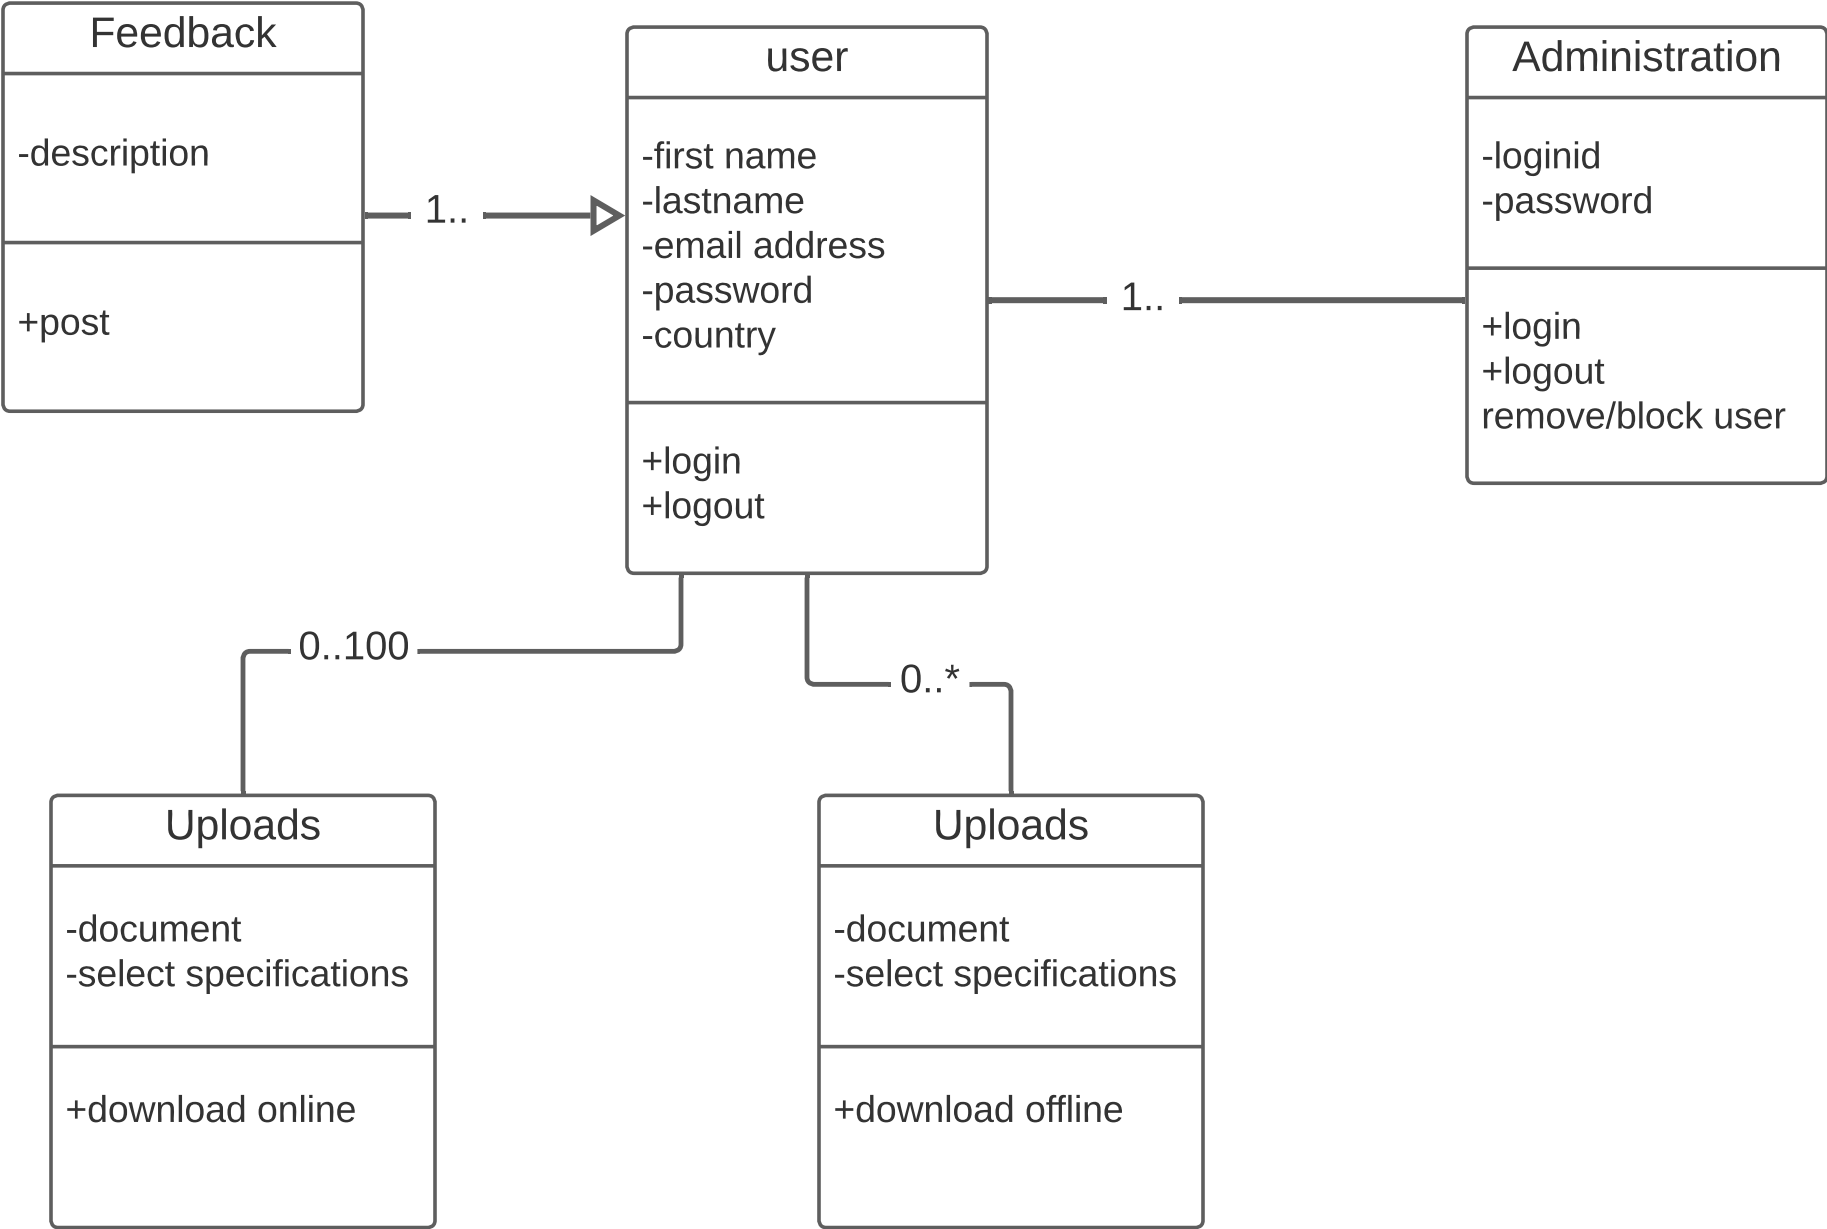 Feedback
-description
+post
1..
user
-first name
-lastname
-email address
-password
-country
+login
+logout
1..
Administration
-loginid
-password
+login
+logout
remove/block user
0..100
0..*
Uploads
-document
-select specifications
+download online
Uploads
-document
-select specifications
+download offline